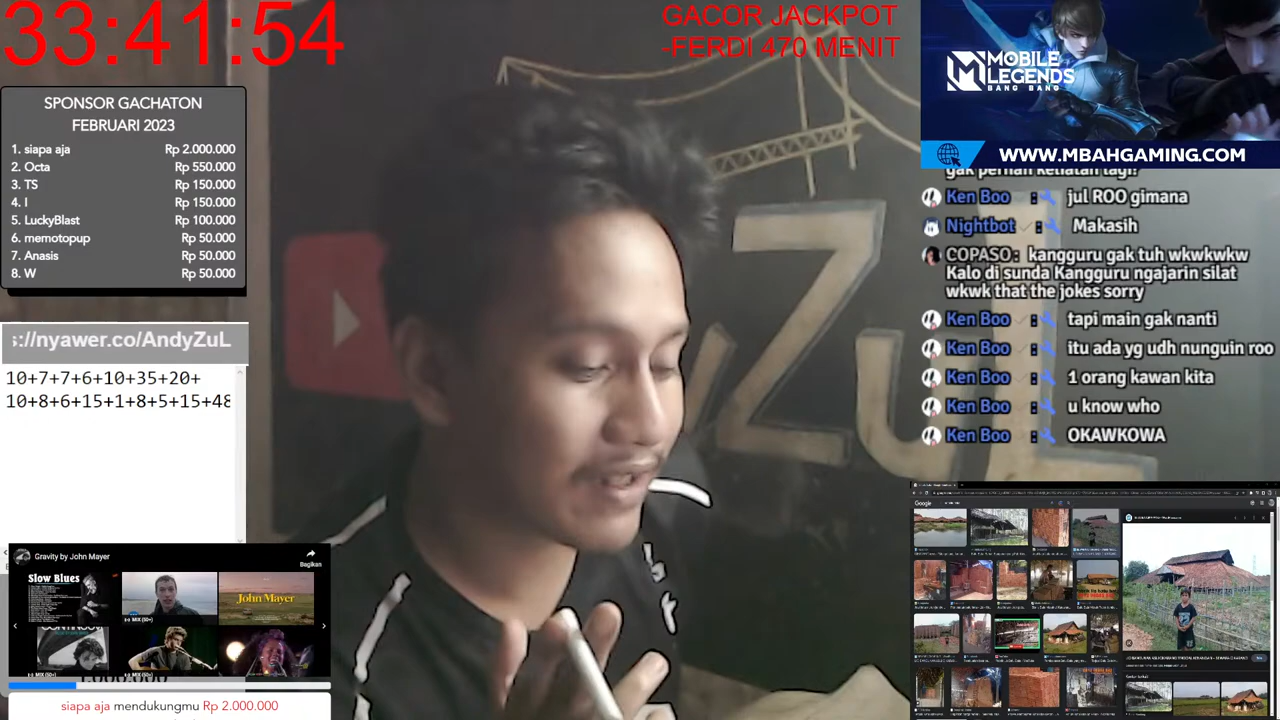 33:41:54
GACOR JACKPOT
-FERDI 470 MENIT
SPONSOR GACHATON
FEBRUARI 2023
1. siapa aja Rp 2.000.000
2. Octa Rp 550.000
3. TS Rp 150.000
4. I Rp 150.000
5. LuckyBlast Rp 100.000
6. memotopup Rp 50.000
7. Anasis Rp 50.000
8. W Rp 50.000
s://nyawer.co/AndyZuL
10+7+7+6+10+35+20+
10+8+6+15+1+8+5+15+48
Gravity by John Mayer
Bagikan
Slow Blues
John Mayer
siapa aja mendukungmu Rp 2.000.000
ZuL
MOBILE
LEGENDS
BANG BANG
WWW.MBAHGAMING.COM
gak pernah keliatan lagi?
Ken Boo : jul ROO gimana
Nightbot : Makasih
COPASO: kangguru gak tuh wkwkwkw
Kalo di sunda Kangguru ngajarin silat
wkwk that the jokes sorry
Ken Boo : tapi main gak nanti
Ken Boo : itu ada yg udh nunguin roo
Ken Boo : 1 orang kawan kita
Ken Boo : u know who
Ken Boo : OKAWKOWA
Google